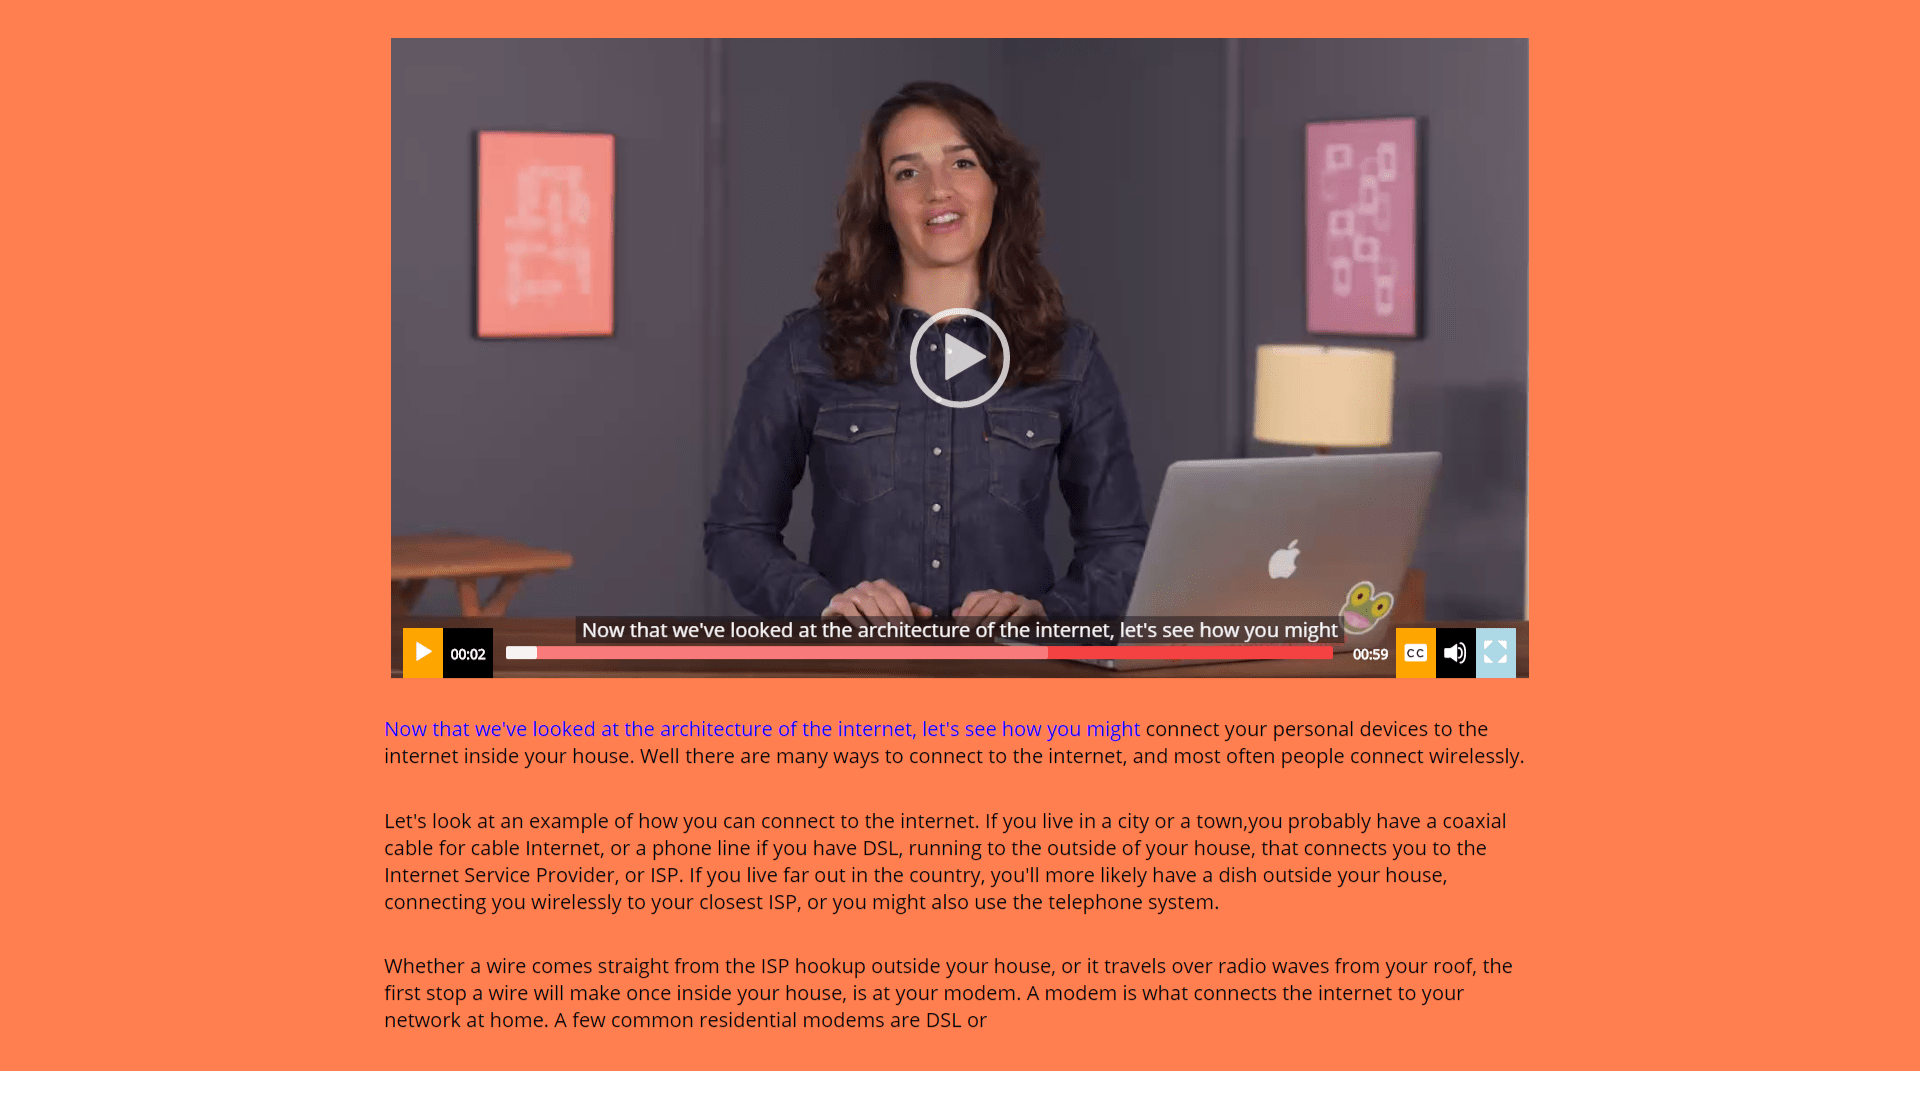 Now that we've looked at the architecture of the internet, let's see how you might
00:02
00:59
CC
Now that we've looked at the architecture of the internet, let's see how you might connect your personal devices to the
internet inside your house. Well there are many ways to connect to the internet, and most often people connect wirelessly.
Let's look at an example of how you can connect to the internet. If you live in a city or a town,you probably have a coaxial
cable for cable Internet, or a phone line if you have DSL, running to the outside of your house, that connects you to the
Internet Service Provider, or ISP. If you live far out in the country, you'll more likely have a dish outside your house,
connecting you wirelessly to your closest ISP, or you might also use the telephone system.
Whether a wire comes straight from the ISP hookup outside your house, or it travels over radio waves from your roof, the
first stop a wire will make once inside your house, is at your modem. A modem is what connects the internet to your
network at home. A few common residential modems are DSL or